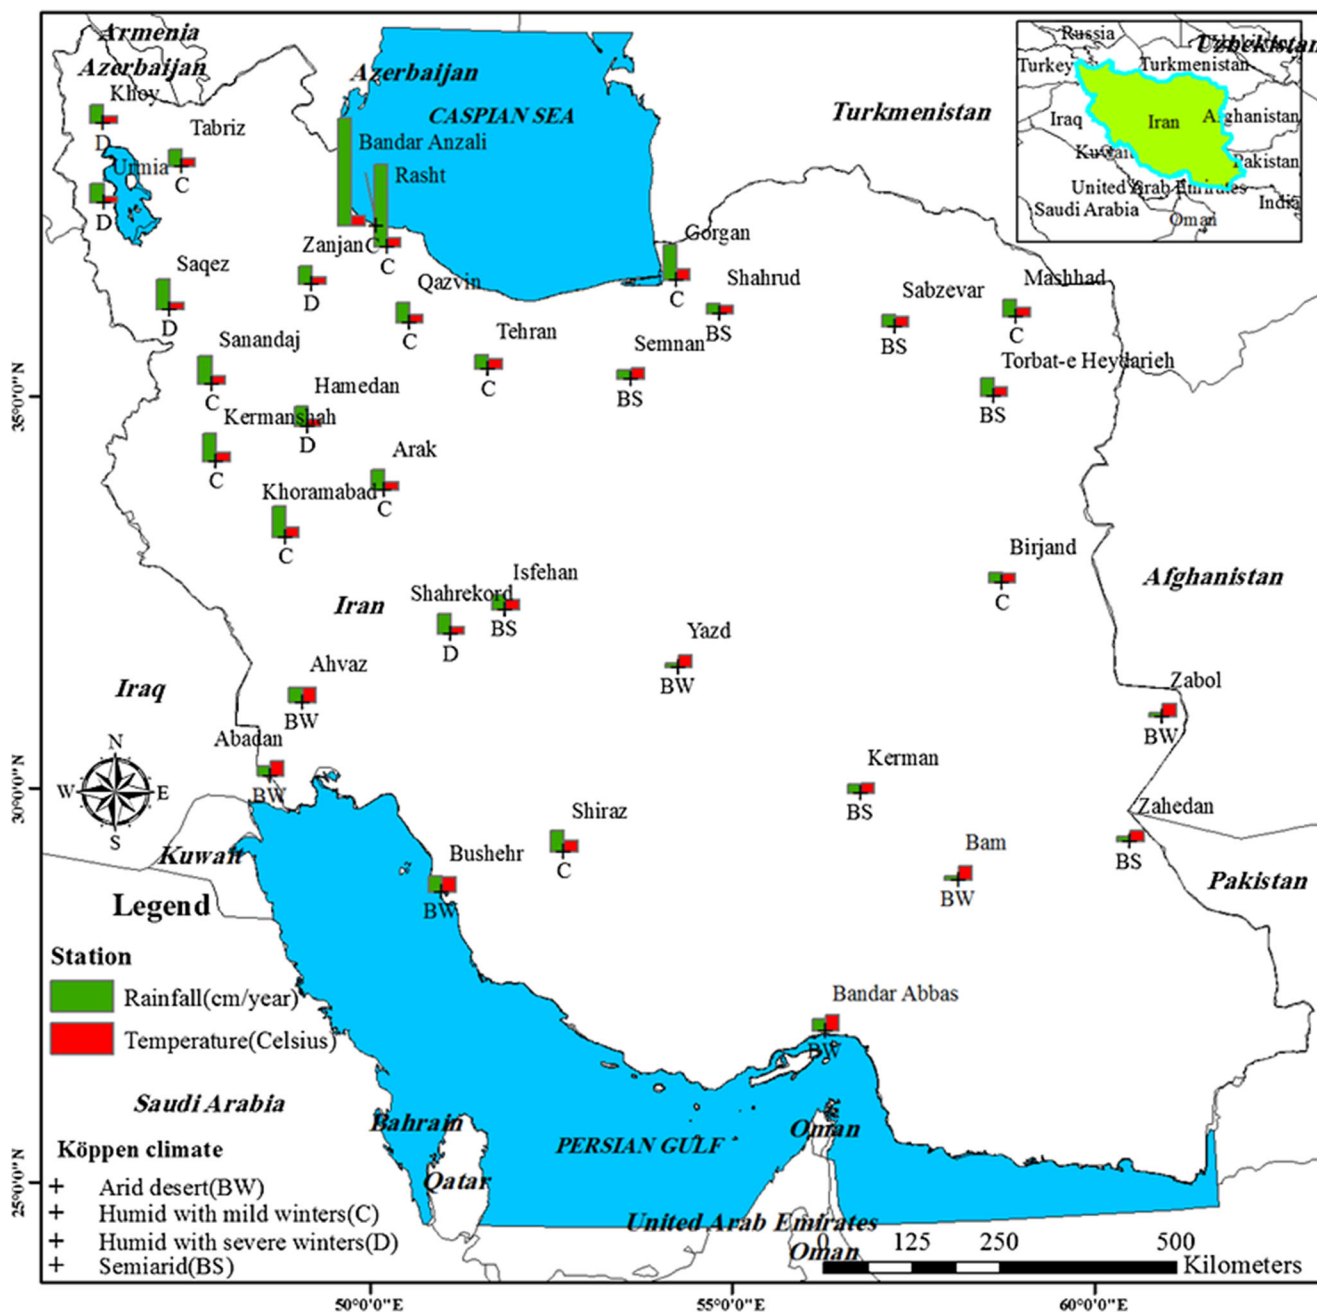 Armenia
Azerbaijan
Khoy
D
Tabriz
C
Urmia
D
Azerbaijan
CASPIAN SEA
Bandar Anzali
Rasht
C
C
Turkmenistan
Russia
Uzbekistan
Turkey
Turkmenistan
Iraq
Iran
Afghanistan
Kuwait
Pakistan
United Arab Emirates
India
Saudi Arabia
Oman
Zanjan
D
Saqez
D
Qazvin
C
Gorgan
C
Shahrud
BS
Sabzevar
BS
Mashhad
C
Sanandaj
C
Tehran
C
Semnan
BS
Torbat-e Heydarieh
BS
Hamedan
D
Kermanshah
C
Arak
C
Khoramabad
C
Isfehan
BS
Shahrekord
D
Iran
Birjand
C
Afghanistan
Yazd
BW
Ahvaz
BW
Iraq
Zabol
BW
Abadan
BW
N
W
E
S
Kerman
BS
Zahedan
BS
Shiraz
C
Bam
BW
Kuwait
Bushehr
BW
Pakistan
Bandar Abbas
BW
Legend
Station
Rainfall(cm/year)
Temperature(Celsius)
Saudi Arabia
Bahrain
Qatar
PERSIAN GULF
Oman
United Arab Emirates
Oman
Köppen climate
Arid desert(BW)
Humid with mild winters(C)
Humid with severe winters(D)
Semiarid(BS)
0 125 250 500
Kilometers
35°0'0"N
30°0'0"N
25°0'0"N
50°0'0"E
55°0'0"E
60°0'0"E